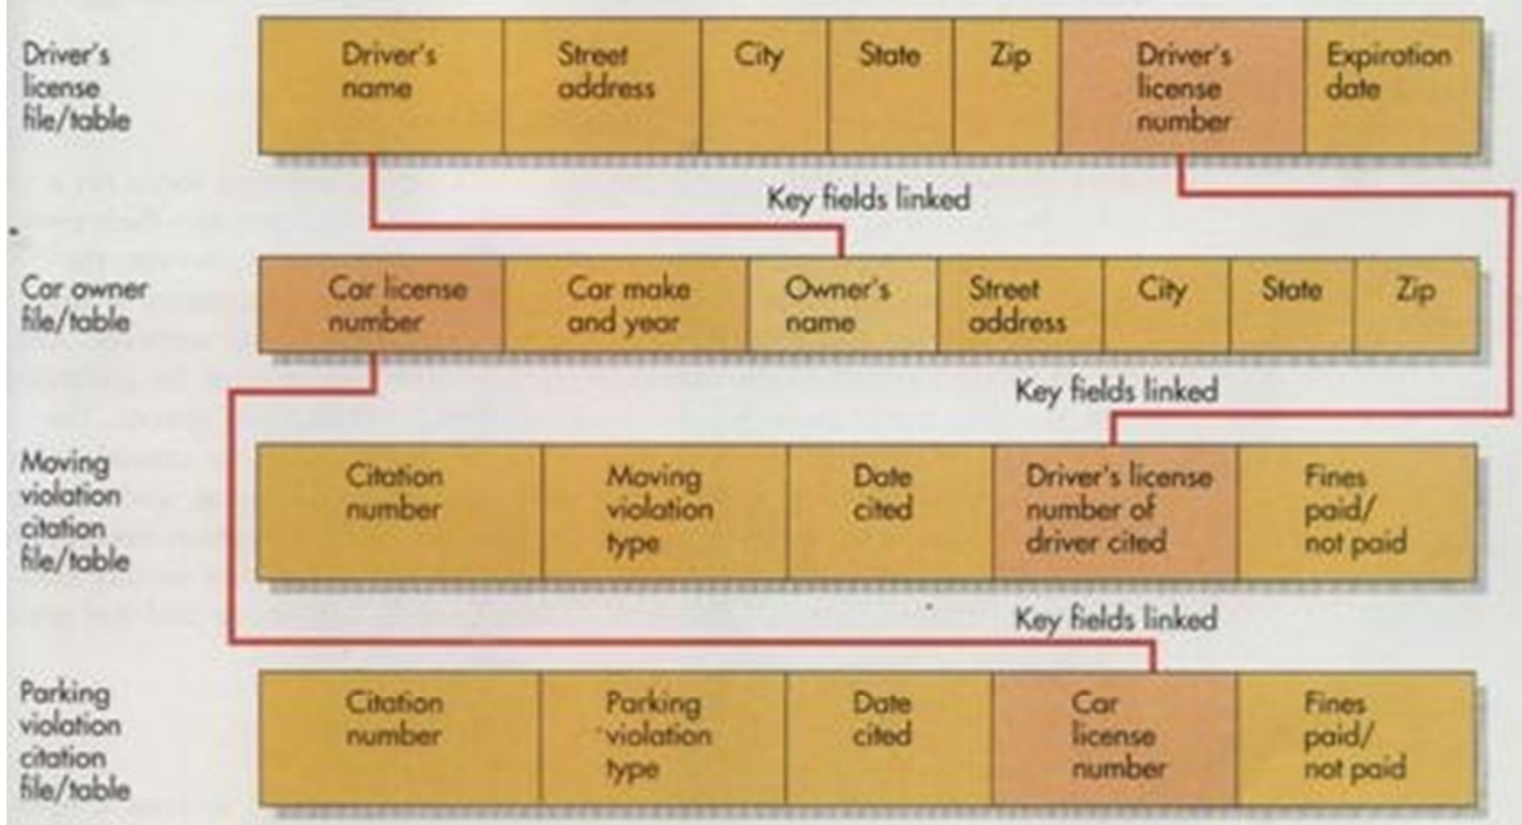 Driver's
license
file/table
Driver's
name
Street
address
City
State
Zip
Driver's
license
number
Expiration
date
Key fields linked
Car owner
file/table
Car license
number
Car make
and year
Owner's
name
Street
address
City
State
Zip
Key fields linked
Moving
violation
citation
file/table
Citation
number
Moving
violation
type
Date
cited
Driver's license
number of
driver cited
Fines
paid/
not paid
Key fields linked
Parking
violation
citation
file/table
Citation
number
Parking
violation
type
Date
cited
Car
license
number
Fines
paid/
not paid